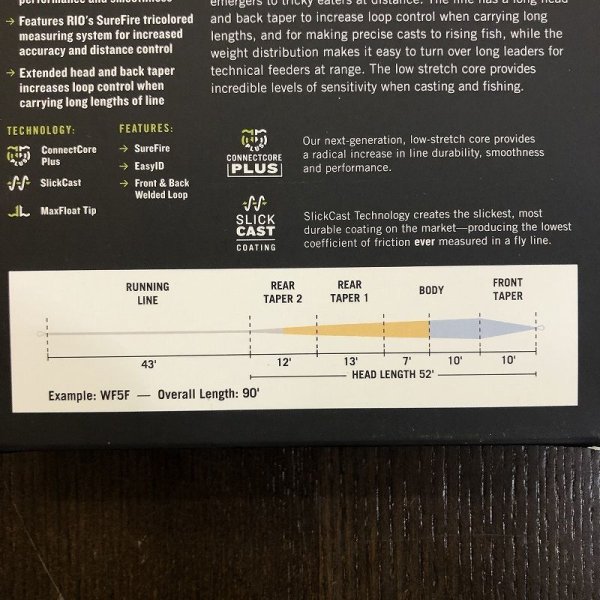 performance and smoothness
→ Features RIO's SureFire tricolored
measuring system for increased
accuracy and distance control
→ Extended head and back taper
increases loop control when
carrying long lengths of line
emergers to tricky eaters at distance. The line has a long head
and back taper to increase loop control when carrying long
lengths, and for making precise casts to rising fish, while the
weight distribution makes it easy to turn over long leaders for
technical feeders at range. The low stretch core provides
incredible levels of sensitivity when casting and fishing.
TECHNOLOGY:
ConnectCore
Plus
SlickCast
MaxFloat Tip
FEATURES:
→ SureFire
→ EasyID
→ Front & Back
Welded Loop
CONNECTCORE
PLUS
Our next-generation, low-stretch core provides
a radical increase in line durability, smoothness
and performance.
SLICK
CAST
COATING
SlickCast Technology creates the slickest, most
durable coating on the market—producing the lowest
coefficient of friction ever measured in a fly line.
RUNNING
LINE
REAR
TAPER 2
REAR
TAPER 1
BODY
FRONT
TAPER
43' 12' 13' 7' 10' 10'
HEAD LENGTH 52'
Example: WF5F — Overall Length: 90'